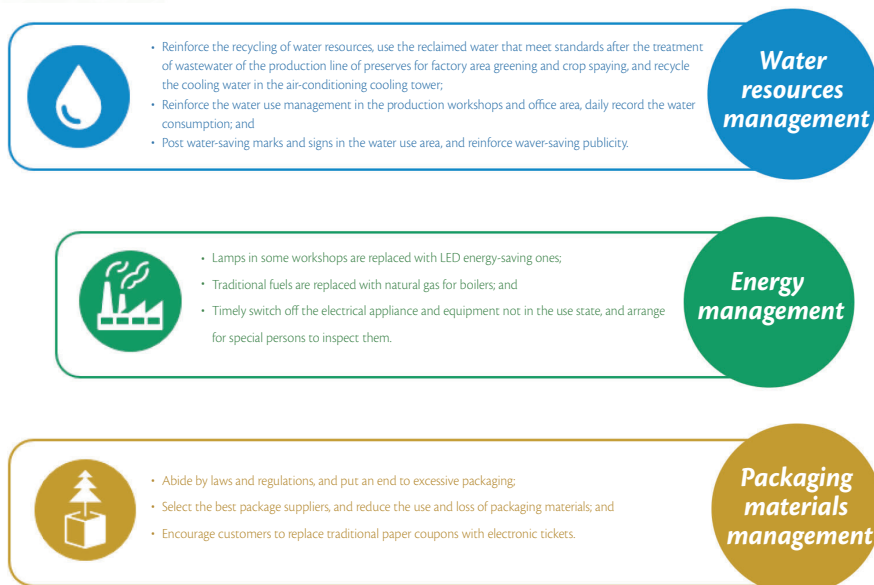 • Reinforce the recycling of water resources, use the reclaimed water that meet standards after the treatment
of wastewater of the production line of preserves for factory area greening and crop spaying, and recycle
the cooling water in the air-conditioning cooling tower;
• Reinforce the water use management in the production workshops and office area, daily record the water
consumption; and
• Post water-saving marks and signs in the water use area, and reinforce waver-saving publicity.
Water
resources
management
• Lamps in some workshops are replaced with LED energy-saving ones;
• Traditional fuels are replaced with natural gas for boilers; and
• Timely switch off the electrical appliance and equipment not in the use state, and arrange
for special persons to inspect them.
Energy
management
• Abide by laws and regulations, and put an end to excessive packaging;
• Select the best package suppliers, and reduce the use and loss of packaging materials; and
• Encourage customers to replace traditional paper coupons with electronic tickets.
Packaging
materials
management